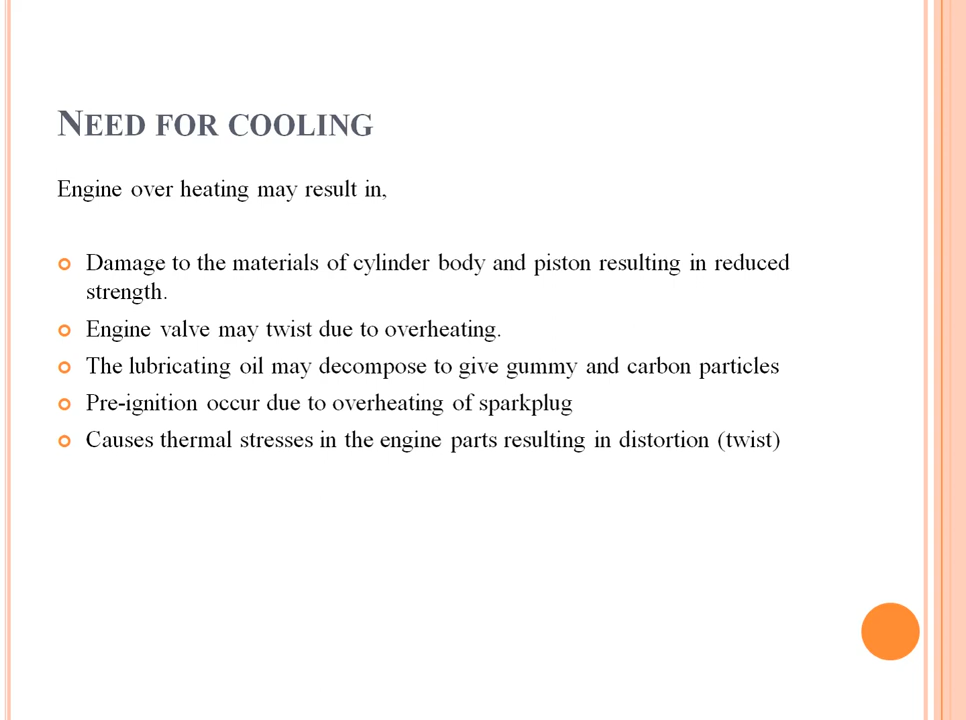 NEED FOR COOLING
Engine over heating may result in,
Damage to the materials of cylinder body and piston resulting in reduced
strength.
Engine valve may twist due to overheating.
The lubricating oil may decompose to give gummy and carbon particles
Pre-ignition occur due to overheating of sparkplug
Causes thermal stresses in the engine parts resulting in distortion (twist)